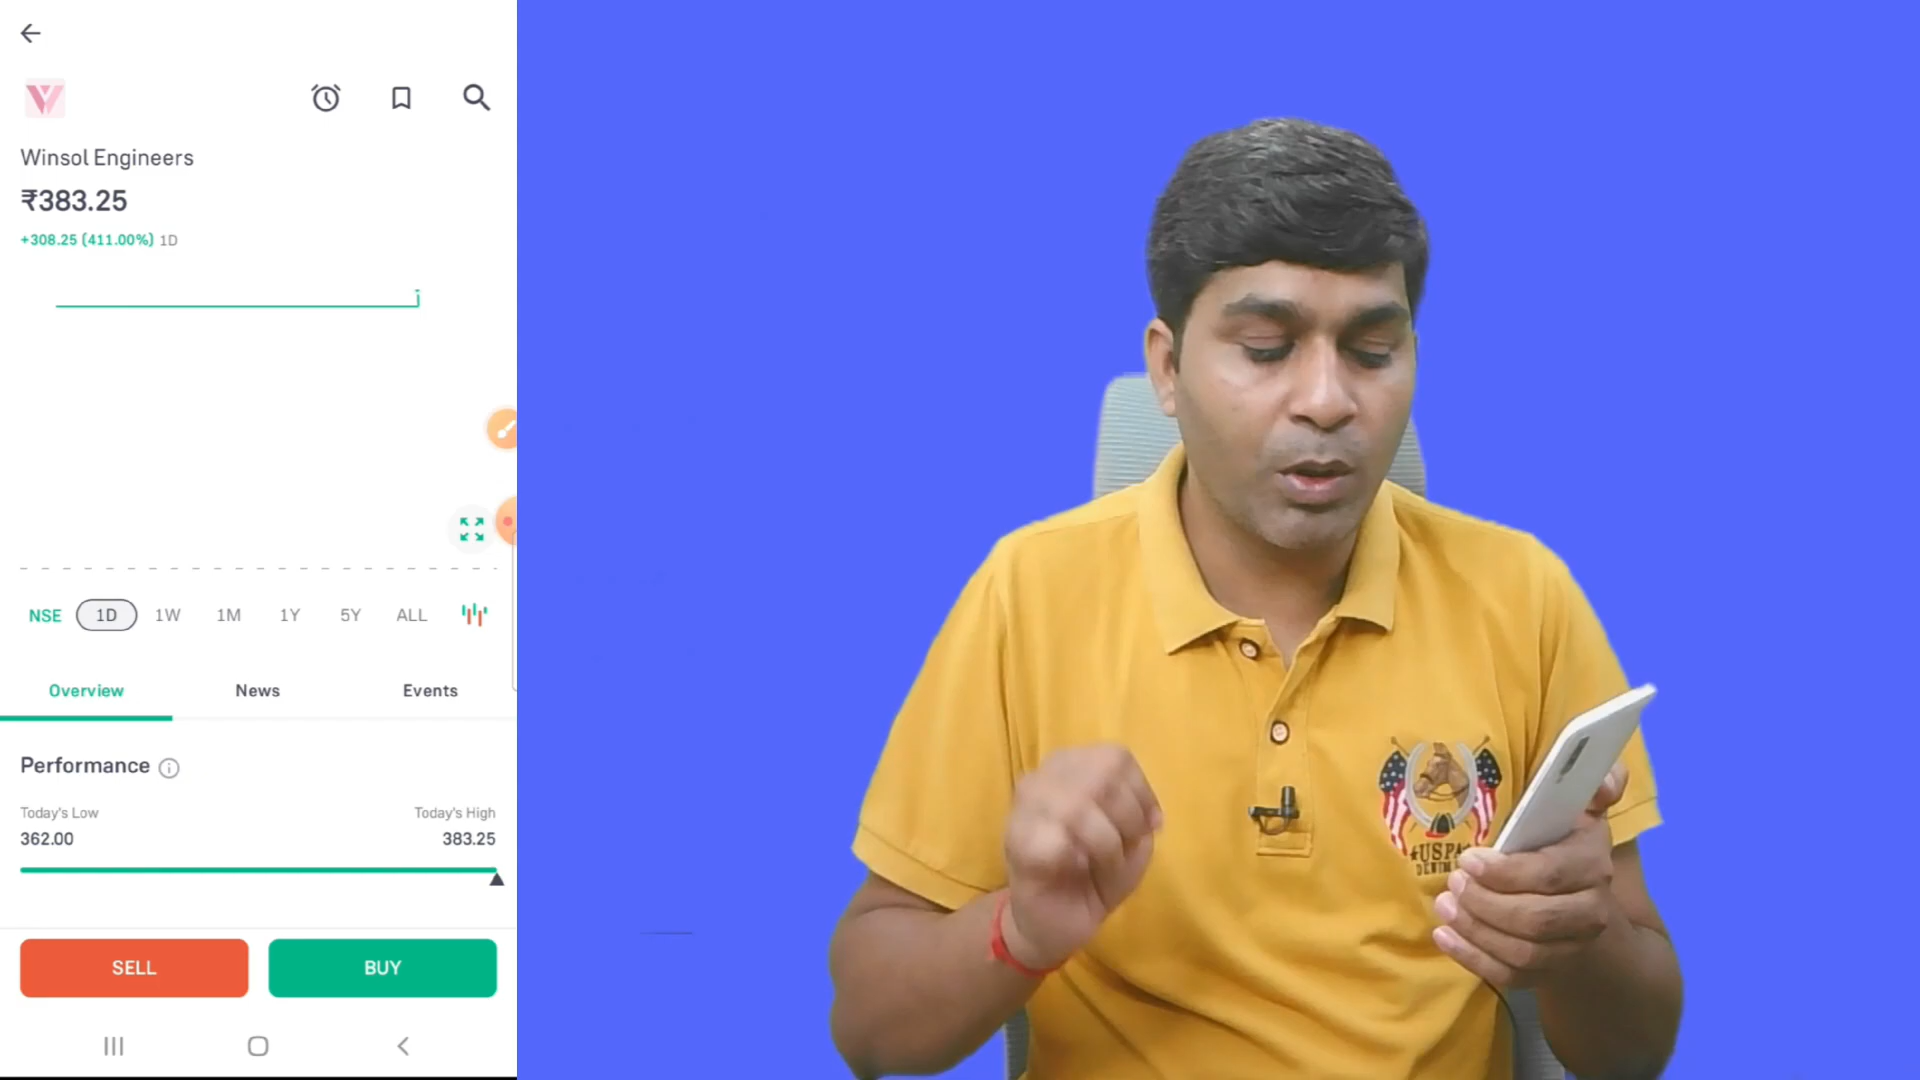 Winsol Engineers
₹383.25
+308.25 (411.00%) 1D
NSE 1D 1W 1M 1Y 5Y ALL
Overview News Events
Performance
Today's Low Today's High
362.00 383.25
SELL BUY
USPA
DENIM